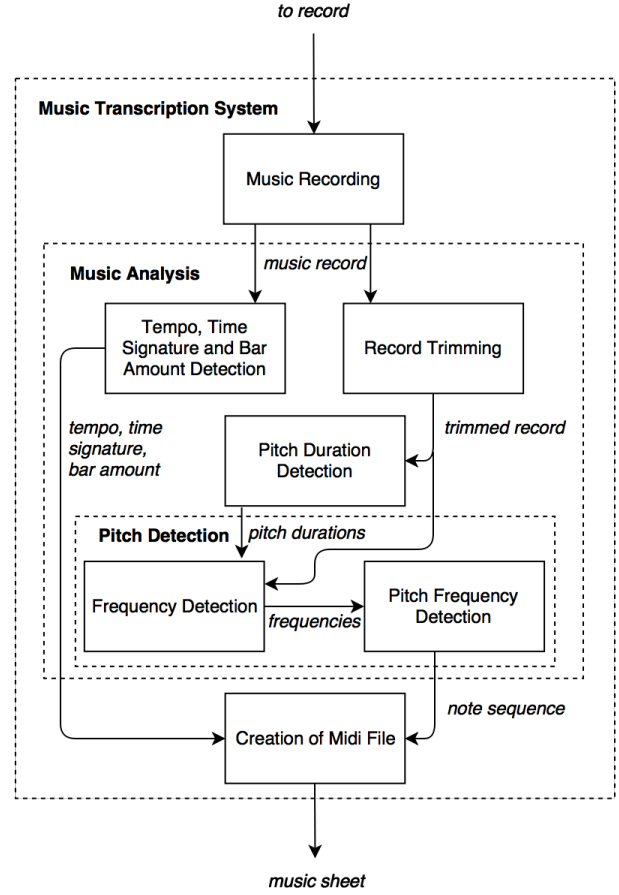 to record
Music Transcription System
Music Recording
music record
Music Analysis
Tempo, Time
Signature and Bar
Amount Detection
Record Trimming
tempo, time
signature,
bar amount
trimmed record
Pitch Duration
Detection
Pitch Detection
pitch durations
Frequency Detection
frequencies
Pitch Frequency
Detection
note sequence
Creation of Midi File
music sheet